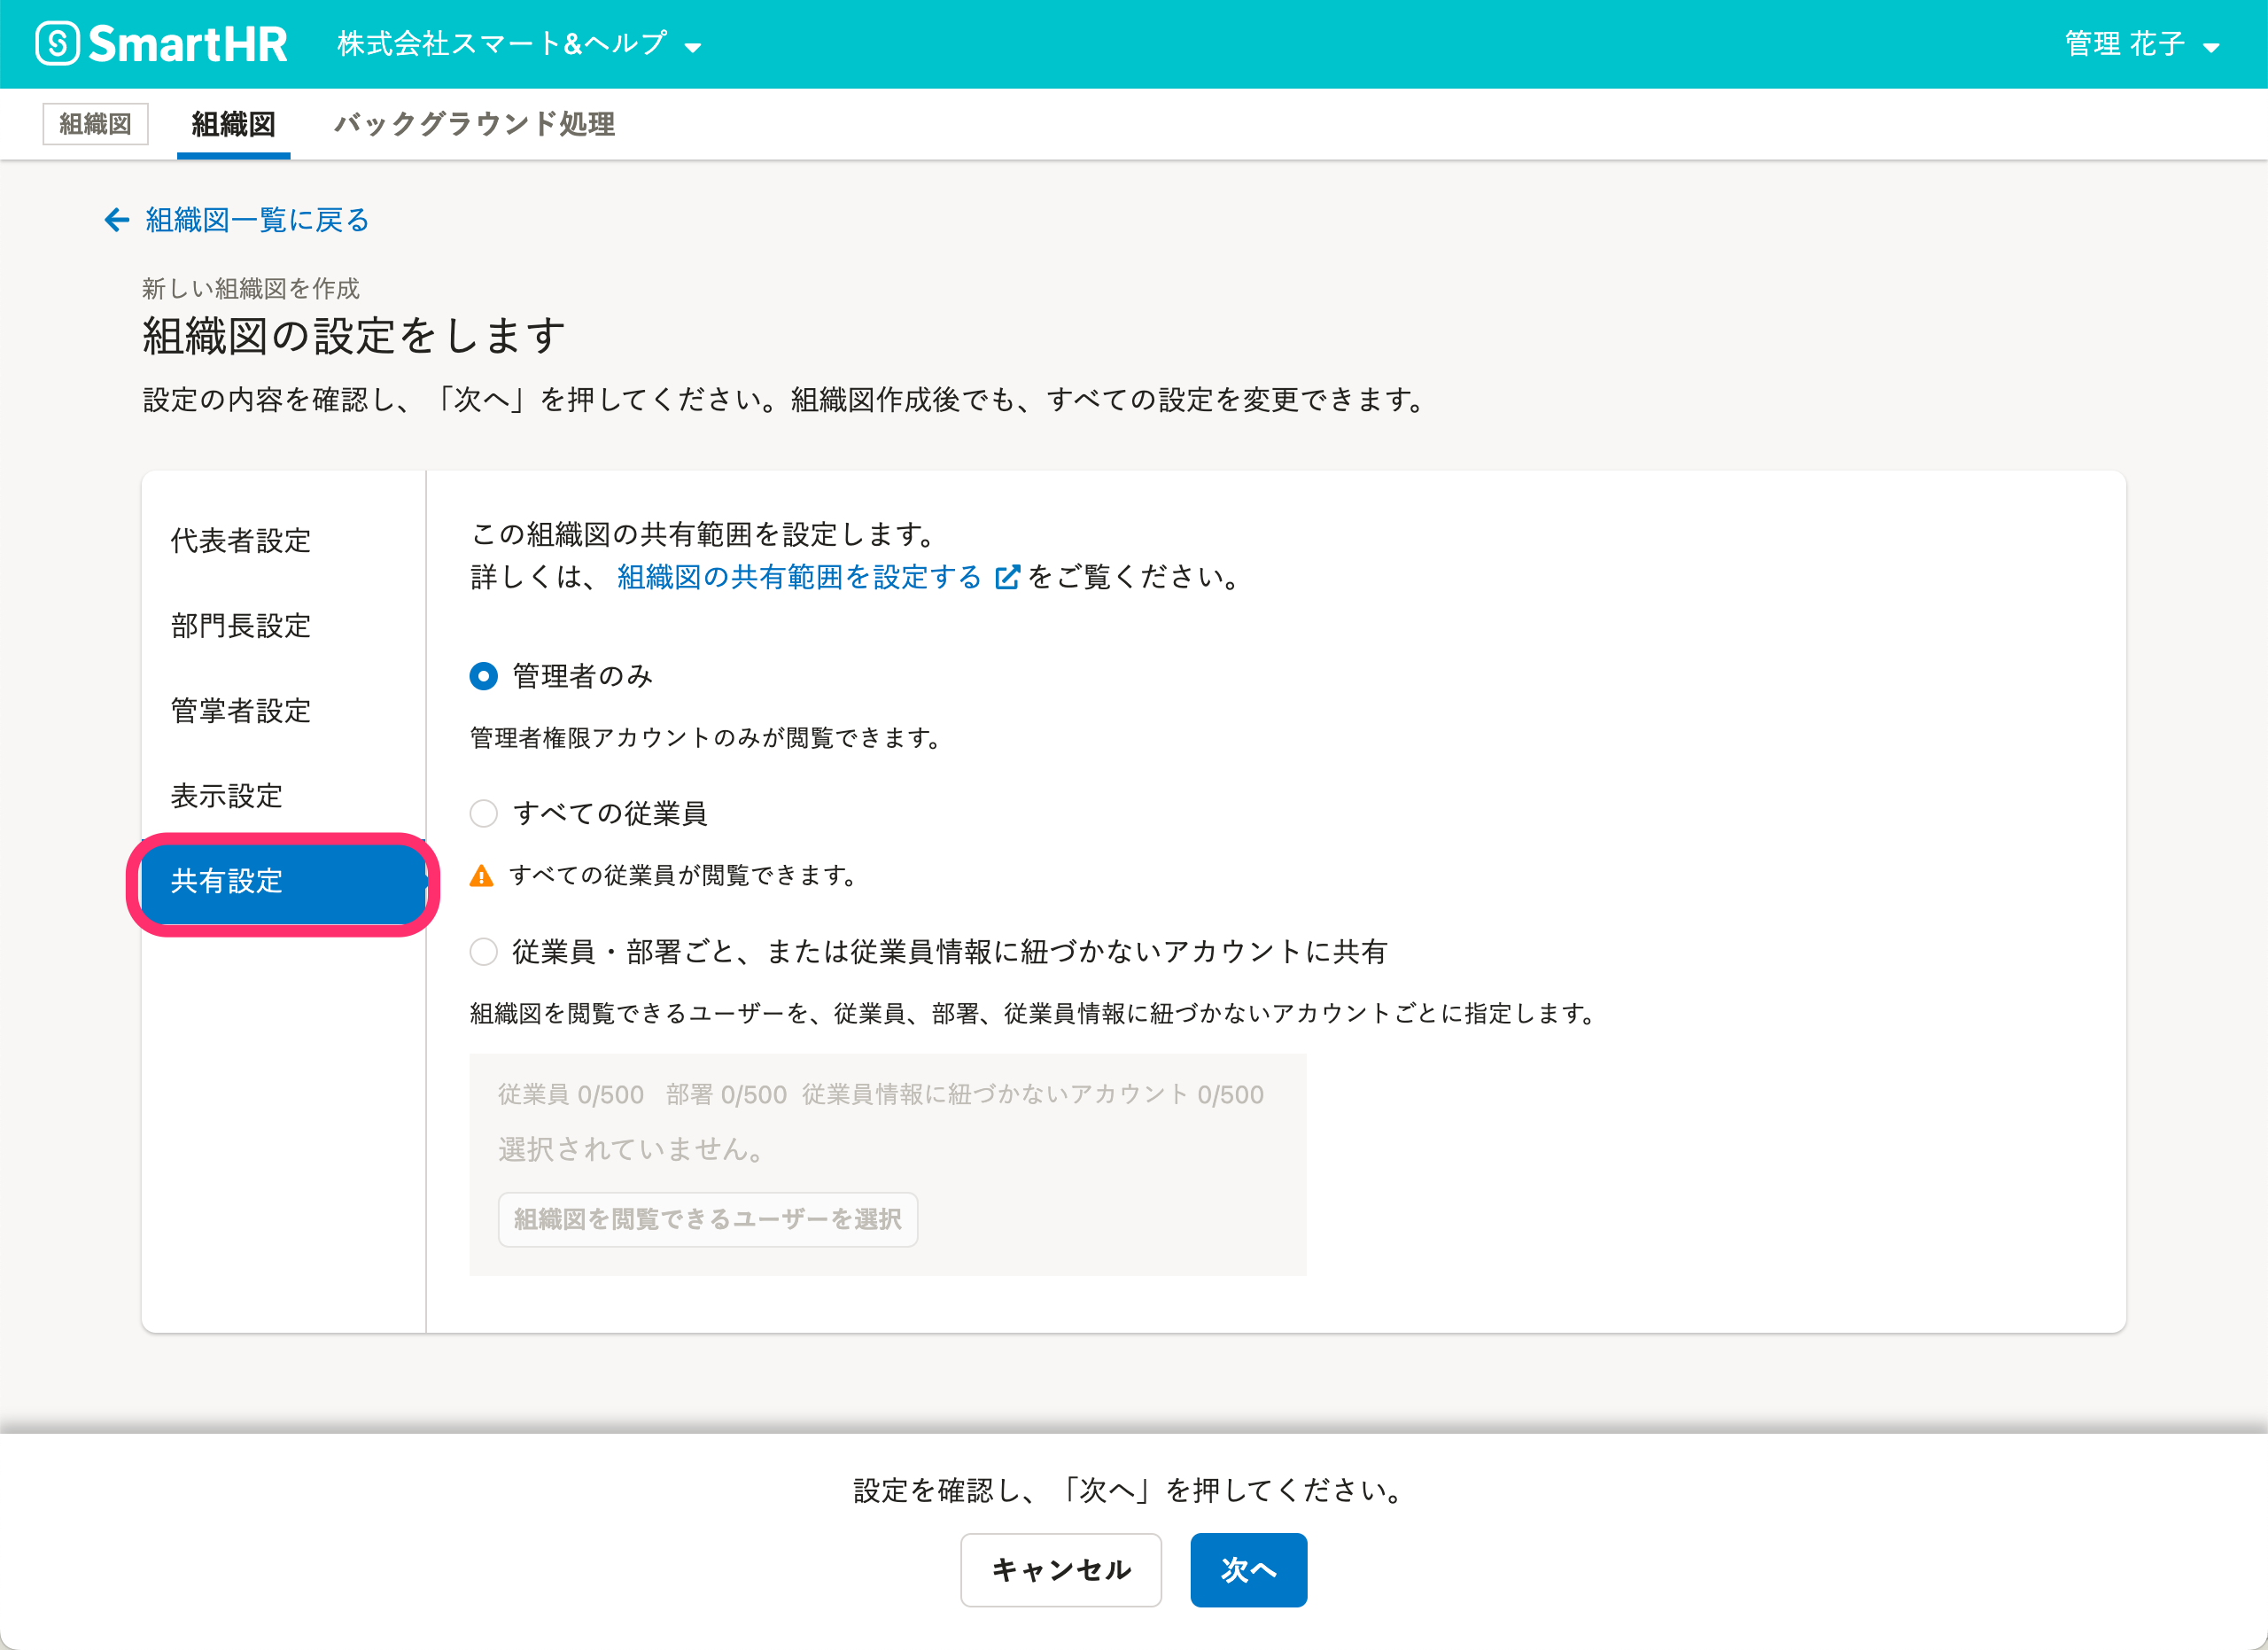 SmartHR 株式会社スマート&ヘルプ 管理 花子
組織図 組織図 バックグラウンド処理
組織図一覧に戻る
新しい組織図を作成
組織図の設定をします
設定の内容を確認し、「次へ」を押してください。組織図作成後でも、すべての設定を変更できます。
代表者設定
部門長設定
管掌者設定
表示設定
共有設定
この組織図の共有範囲を設定します。
詳しくは、 組織図の共有範囲を設定する をご覧ください。
管理者のみ
管理者権限アカウントのみが閲覧できます。
すべての従業員
すべての従業員が閲覧できます。
従業員・部署ごと、または従業員情報に紐づかないアカウントに共有
組織図を閲覧できるユーザーを、従業員、部署、従業員情報に紐づかないアカウントごとに指定します。
従業員 0/500 部署 0/500 従業員情報に紐づかないアカウント 0/500
選択されていません。
組織図を閲覧できるユーザーを選択
設定を確認し、「次へ」を押してください。
キャンセル 次へ